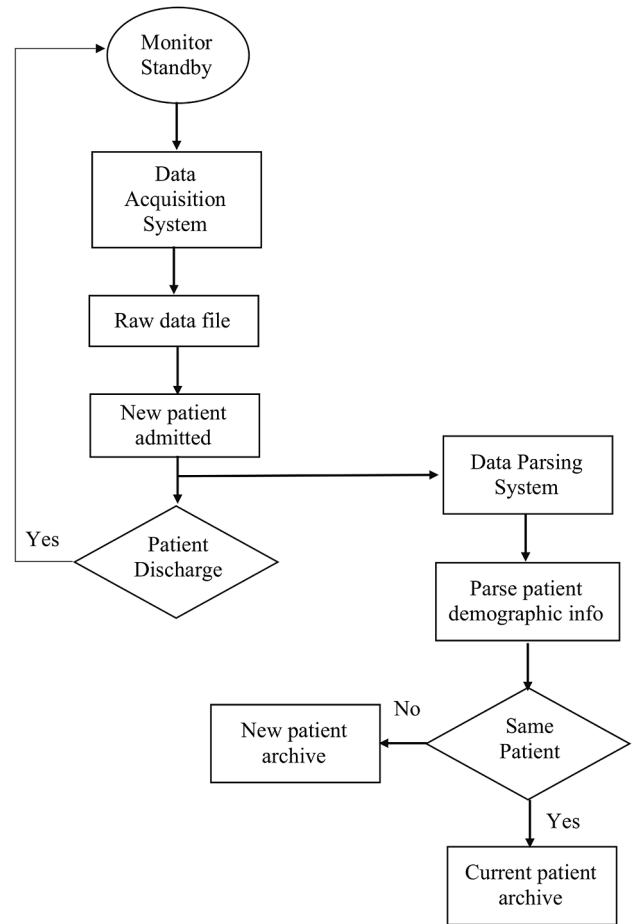 Monitor
Standby
Data
Acquisition
System
Raw data file
New patient
admitted
Data Parsing
System
Yes
Patient
Discharge
Parse patient
demographic info
No
New patient
archive
Same
Patient
Yes
Current patient
archive